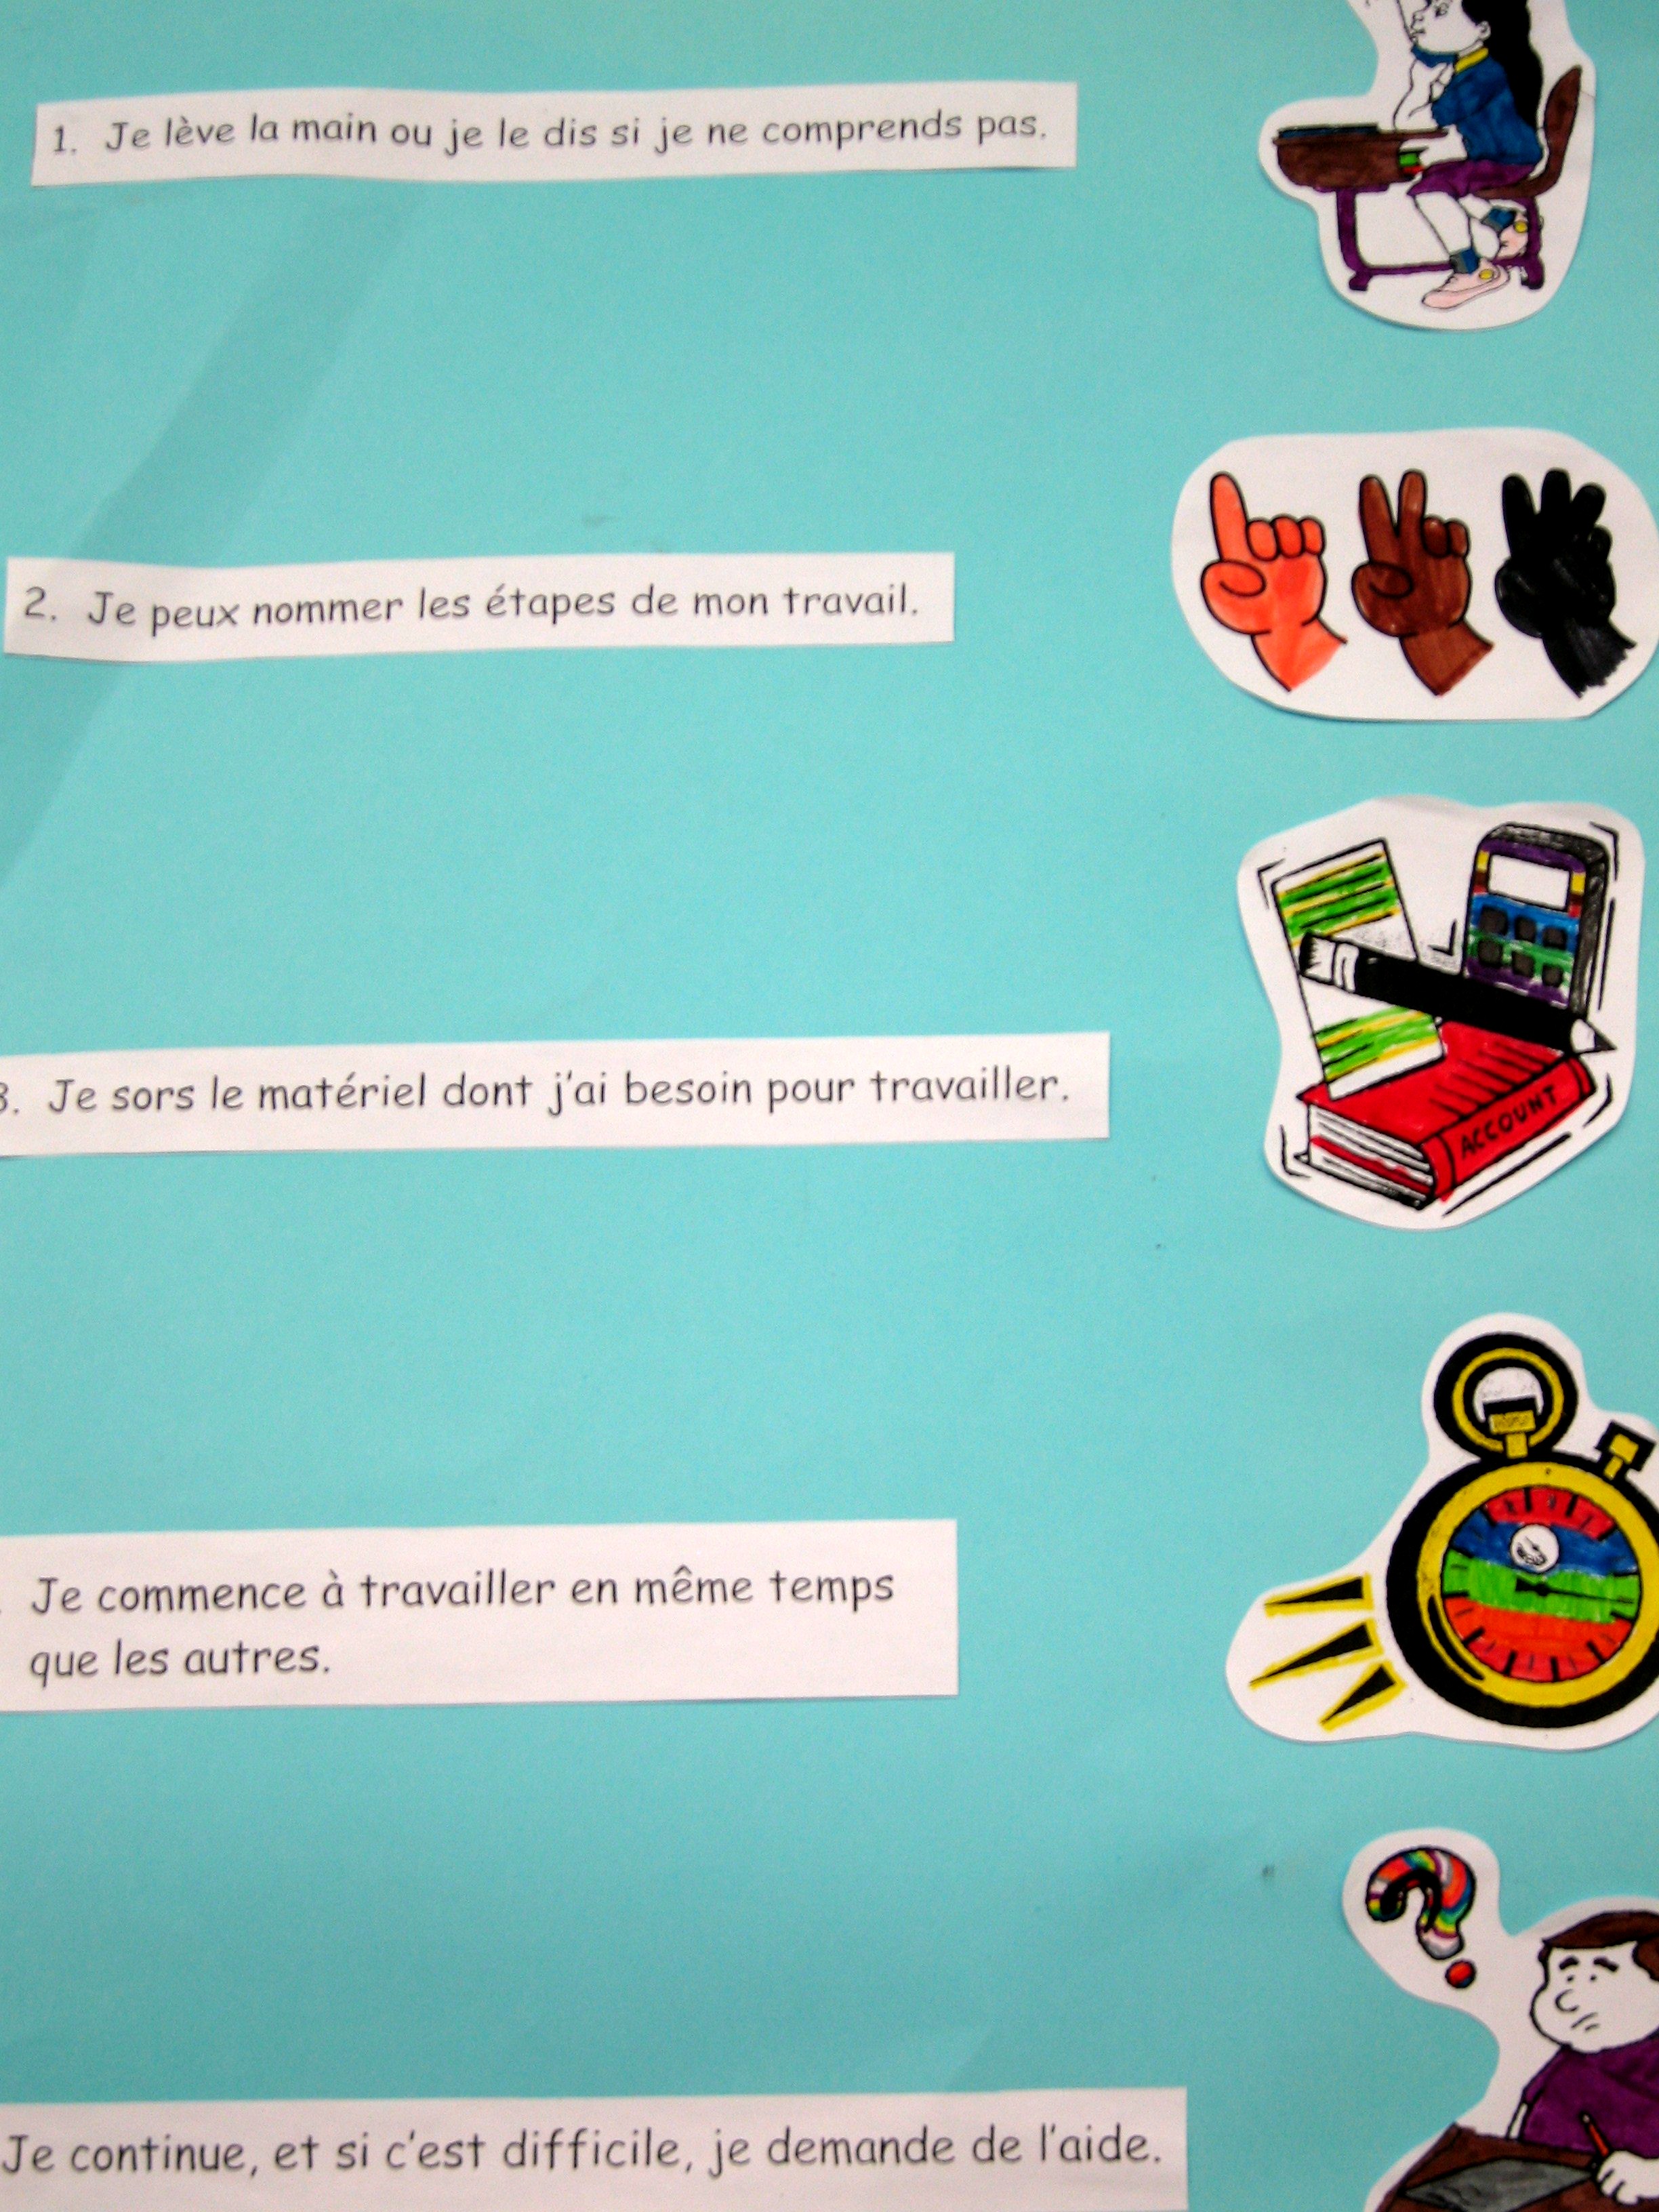 1. Je lève la main ou je le dis si je ne comprends pas.
2. Je peux nommer les étapes de mon travail.
3. Je sors le matériel dont j'ai besoin pour travailler.
ACCOUNT
Je commence à travailler en même temps
que les autres.
Je continue, et si c'est difficile, je demande de l'aide.
?